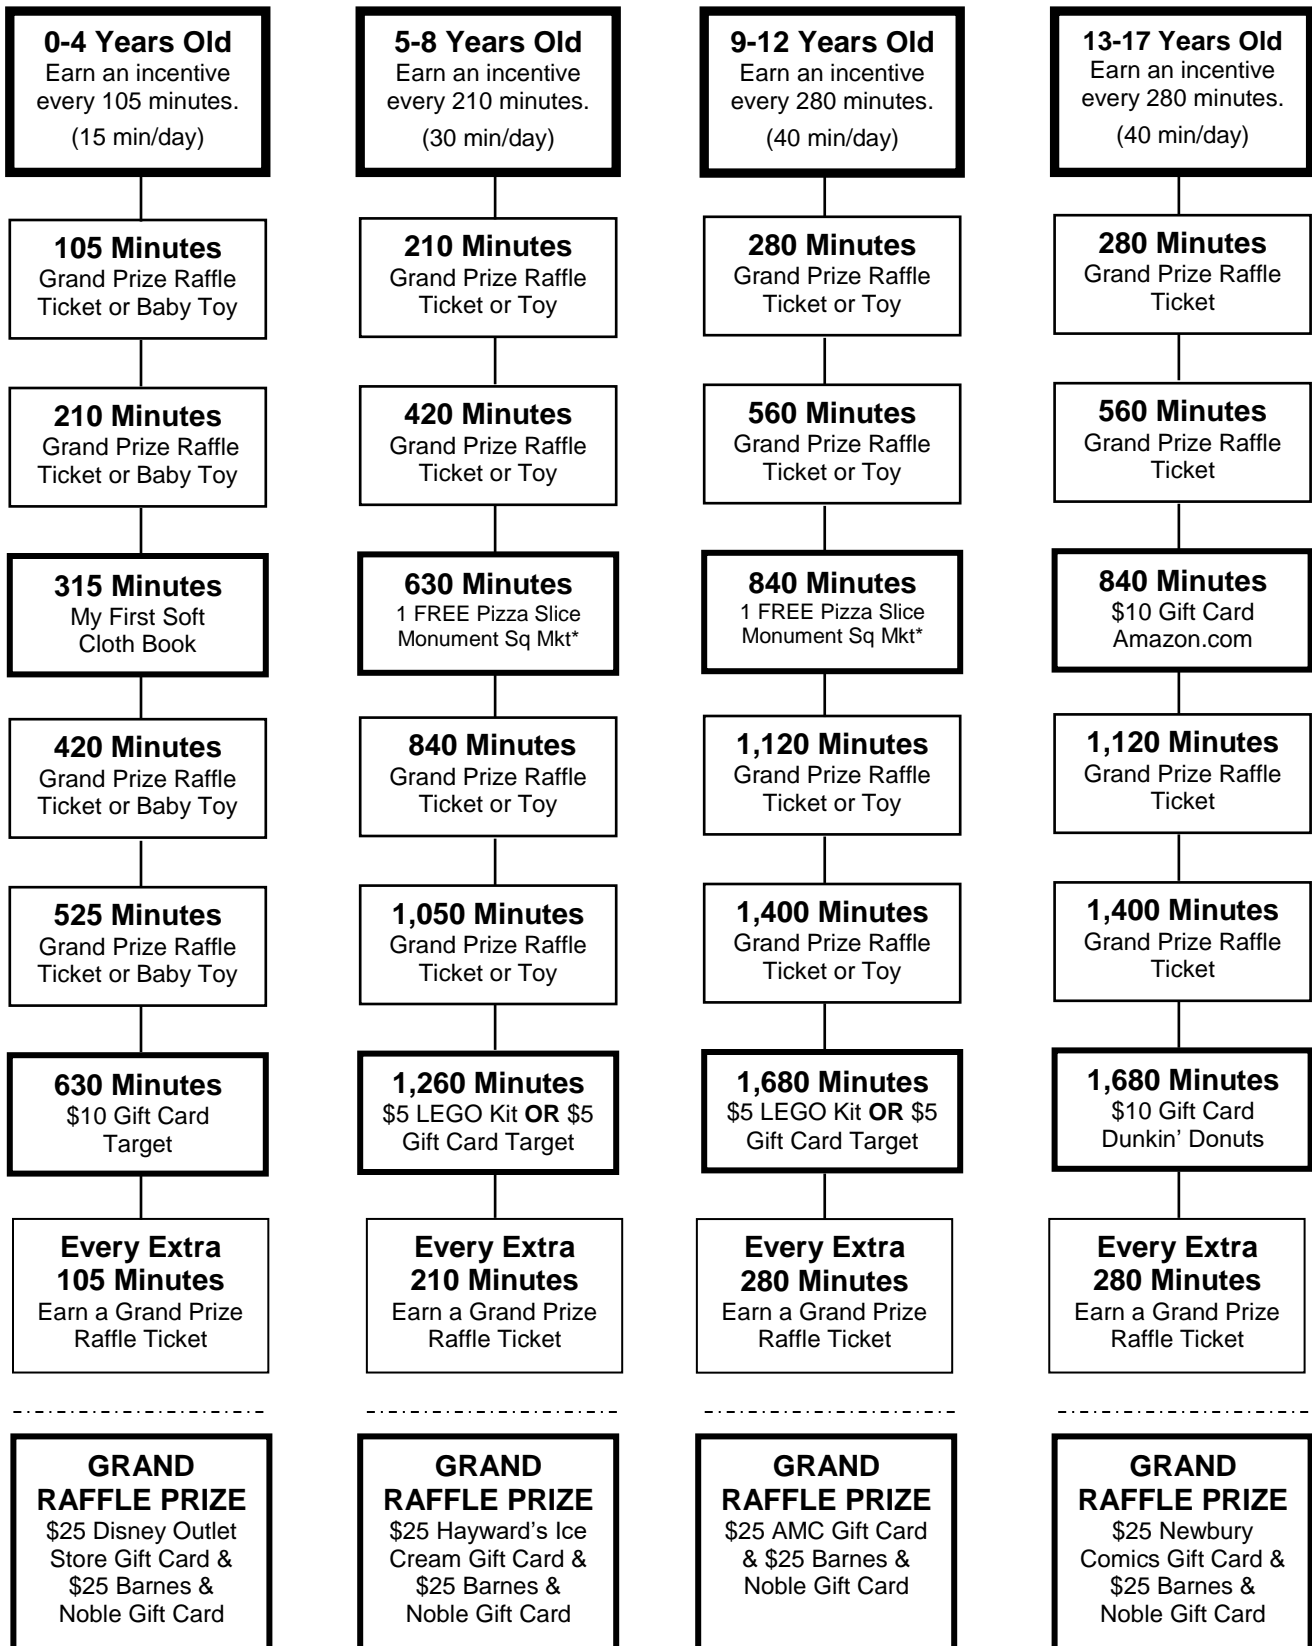 0-4 Years Old
Earn an incentive
every 105 minutes.
(15 min/day)
105 Minutes
Grand Prize Raffle
Ticket or Baby Toy
210 Minutes
Grand Prize Raffle
Ticket or Baby Toy
315 Minutes
My First Soft
Cloth Book
420 Minutes
Grand Prize Raffle
Ticket or Baby Toy
525 Minutes
Grand Prize Raffle
Ticket or Baby Toy
630 Minutes
$10 Gift Card
Target
Every Extra
105 Minutes
Earn a Grand Prize
Raffle Ticket
GRAND
RAFFLE PRIZE
$25 Disney Outlet
Store Gift Card &
$25 Barnes &
Noble Gift Card
5-8 Years Old
Earn an incentive
every 210 minutes.
(30 min/day)
210 Minutes
Grand Prize Raffle
Ticket or Toy
420 Minutes
Grand Prize Raffle
Ticket or Toy
630 Minutes
1 FREE Pizza Slice
Monument Sq Mkt*
840 Minutes
Grand Prize Raffle
Ticket or Toy
1,050 Minutes
Grand Prize Raffle
Ticket or Toy
1,260 Minutes
$5 LEGO Kit OR $5
Gift Card Target
Every Extra
210 Minutes
Earn a Grand Prize
Raffle Ticket
GRAND
RAFFLE PRIZE
$25 Hayward’s Ice
Cream Gift Card &
$25 Barnes &
Noble Gift Card
9-12 Years Old
Earn an incentive
every 280 minutes.
(40 min/day)
280 Minutes
Grand Prize Raffle
Ticket or Toy
560 Minutes
Grand Prize Raffle
Ticket or Toy
840 Minutes
1 FREE Pizza Slice
Monument Sq Mkt*
1,120 Minutes
Grand Prize Raffle
Ticket or Toy
1,400 Minutes
Grand Prize Raffle
Ticket or Toy
1,680 Minutes
$5 LEGO Kit OR $5
Gift Card Target
Every Extra
280 Minutes
Earn a Grand Prize
Raffle Ticket
GRAND
RAFFLE PRIZE
$25 AMC Gift Card
& $25 Barnes &
Noble Gift Card
13-17 Years Old
Earn an incentive
every 280 minutes.
(40 min/day)
280 Minutes
Grand Prize Raffle
Ticket
560 Minutes
Grand Prize Raffle
Ticket
840 Minutes
$10 Gift Card
Amazon.com
1,120 Minutes
Grand Prize Raffle
Ticket
1,400 Minutes
Grand Prize Raffle
Ticket
1,680 Minutes
$10 Gift Card
Dunkin’ Donuts
Every Extra
280 Minutes
Earn a Grand Prize
Raffle Ticket
GRAND
RAFFLE PRIZE
$25 Newbury
Comics Gift Card &
$25 Barnes &
Noble Gift Card